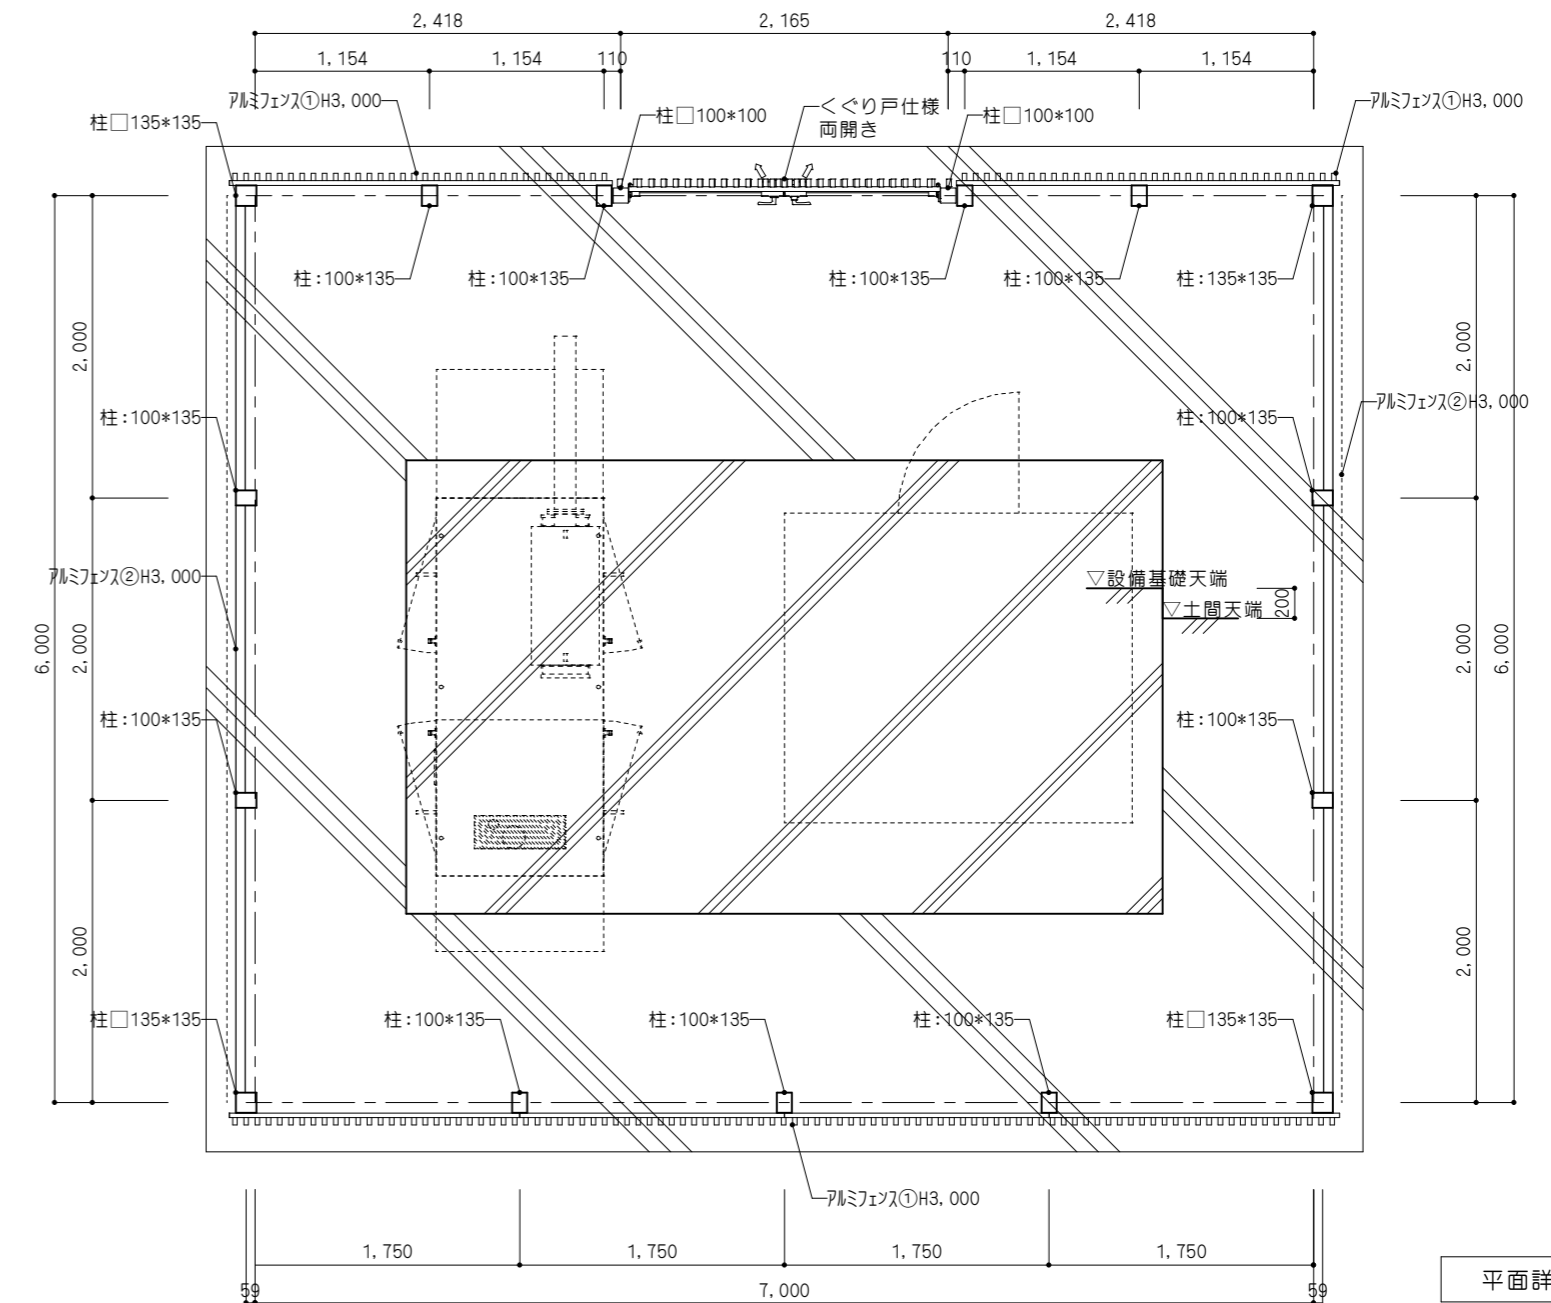 2,418
2,165
2,418
1,154
1,154
110
110
1,154
1,154
アルミフェンス①H3,000
くぐり戸仕様
両開き
アルミフェンス①H3,000
柱□135*135
柱□100*100
柱□100*100
柱:100*135
柱:100*135
柱:100*135
柱:100*135
柱:135*135
2,000
2,000
柱:100*135
柱:100*135
アルミフェンス②H3,000
アルミフェンス②H3,000
▽設備基礎天端
▽土間天端
200
6,000
2,000
2,000
6,000
柱:100*135
柱:100*135
2,000
2,000
柱□135*135
柱:100*135
柱:100*135
柱:100*135
柱□135*135
アルミフェンス①H3,000
1,750
1,750
1,750
1,750
59
7,000
59
平面詳